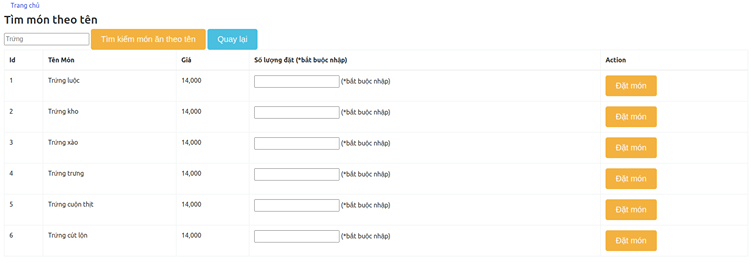 Trang chủ
Tìm món theo tên
Trứng Tìm kiếm món ăn theo tên Quay lại
Id Tên Món Giá Số lượng đặt (*bắt buộc nhập) Action
1 Trứng luộc 14,000 (*bắt buộc nhập) Đặt món
2 Trứng kho 14,000 (*bắt buộc nhập) Đặt món
3 Trứng xào 14,000 (*bắt buộc nhập) Đặt món
4 Trứng trưng 14,000 (*bắt buộc nhập) Đặt món
5 Trứng cuộn thịt 14,000 (*bắt buộc nhập) Đặt món
6 Trứng cút lộn 14,000 (*bắt buộc nhập) Đặt món